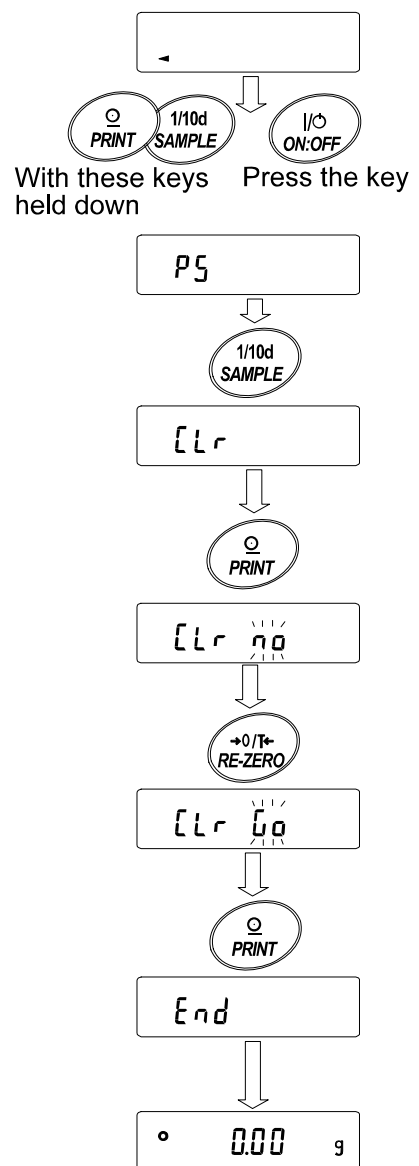 ◄
PRINT
1/10d
SAMPLE
|/⏻
ON:OFF
With these keys
held down
Press the key
PS
1/10d
SAMPLE
CLr
PRINT
CLr no
→0/T←
RE-ZERO
CLr Go
PRINT
End
0.00 g